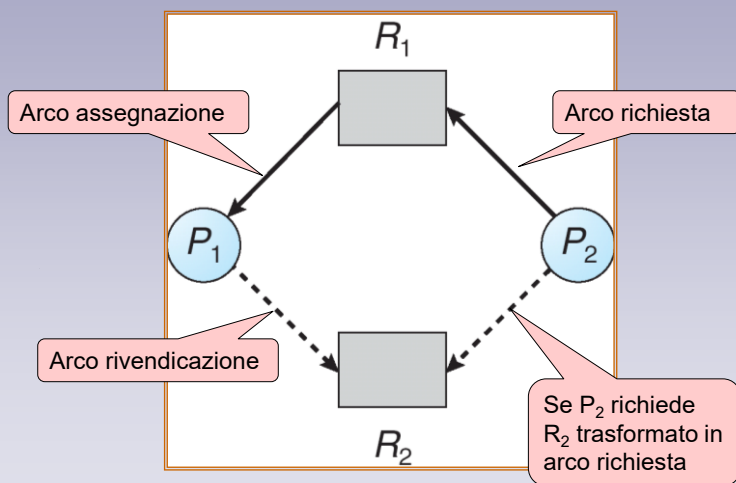 R₁
Arco assegnazione
Arco richiesta
P₁
P₂
Arco rivendicazione
Se P₂ richiede
R₂ trasformato in
arco richiesta
R₂